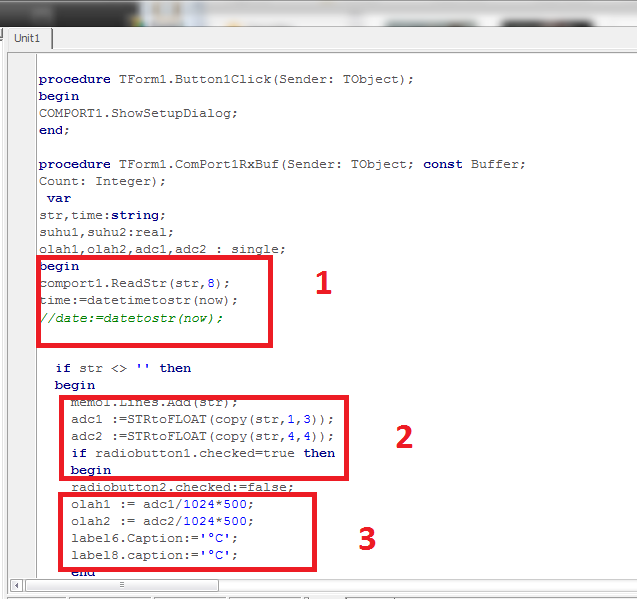 Unit1
procedure TForm1.Button1Click(Sender: TObject);
begin
COMPORT1.ShowSetupDialog;
end;
procedure TForm1.ComPort1RxBuf(Sender: TObject; const Buffer;
Count: Integer);
var
str,time:string;
suhu1,suhu2:real;
olah1,olah2,adc1,adc2 : single;
begin
comport1.ReadStr(str,8);
1
time:=datetimetostr(now);
//date:=datetostr(now);
if str <> '' then
begin
memo1.Lines.Add(str);
adc1 :=STRtoFLOAT(copy(str,1,3));
adc2 :=STRtoFLOAT(copy(str,4,4));
2
if radiobutton1.checked=true then
begin
radiobutton2.checked:=false;
olah1 := adc1/1024*500;
olah2 := adc2/1024*500;
label6.Caption:='°C';
3
label8.caption:='°C';
end